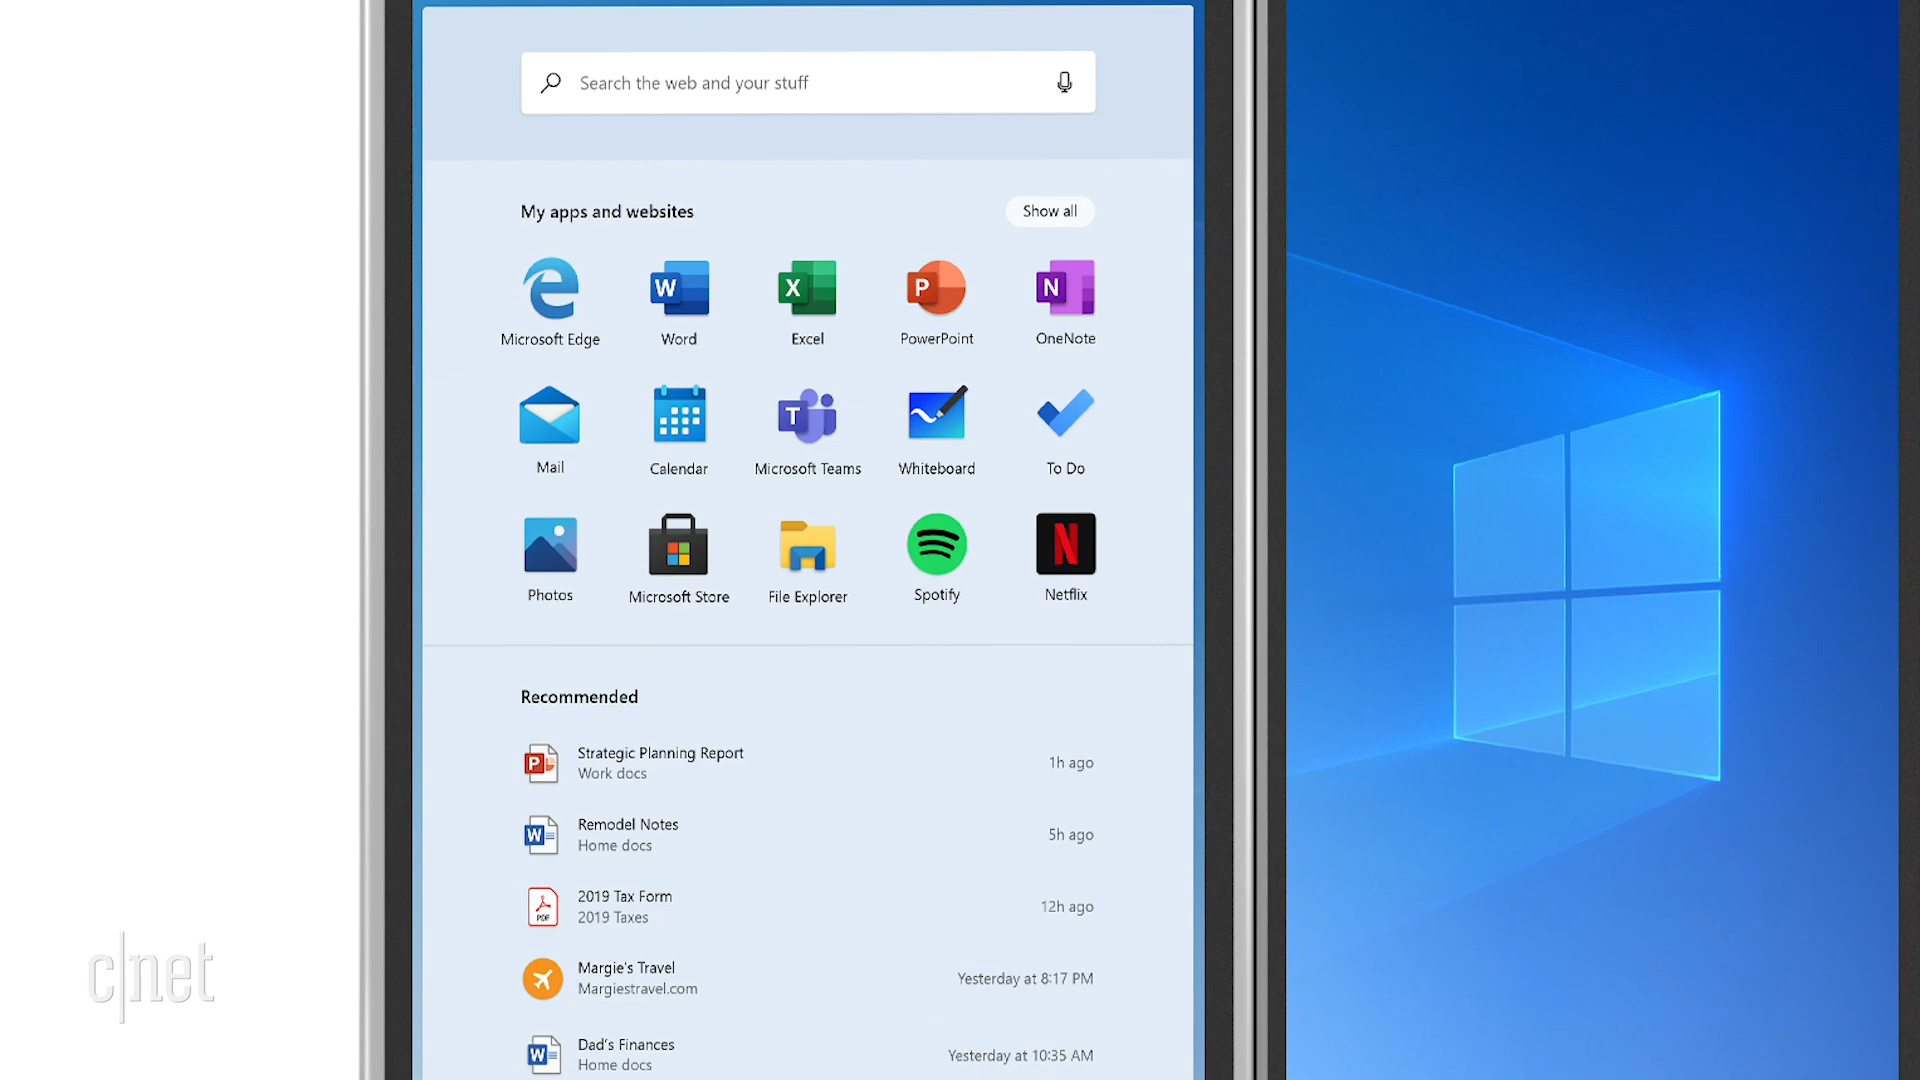 Search the web and your stuff
My apps and websites
Show all
Microsoft Edge
W
Word
X
Excel
P
PowerPoint
N
OneNote
Mail
Calendar
T
Microsoft Teams
Whiteboard
To Do
Photos
Microsoft Store
File Explorer
Spotify
N
Netflix
Recommended
P
Strategic Planning Report
Work docs
1h ago
W
Remodel Notes
Home docs
5h ago
PDF
2019 Tax Form
2019 Taxes
12h ago
Margie's Travel
Margiestravel.com
Yesterday at 8:17 PM
W
Dad's Finances
Home docs
Yesterday at 10:35 AM
c|net